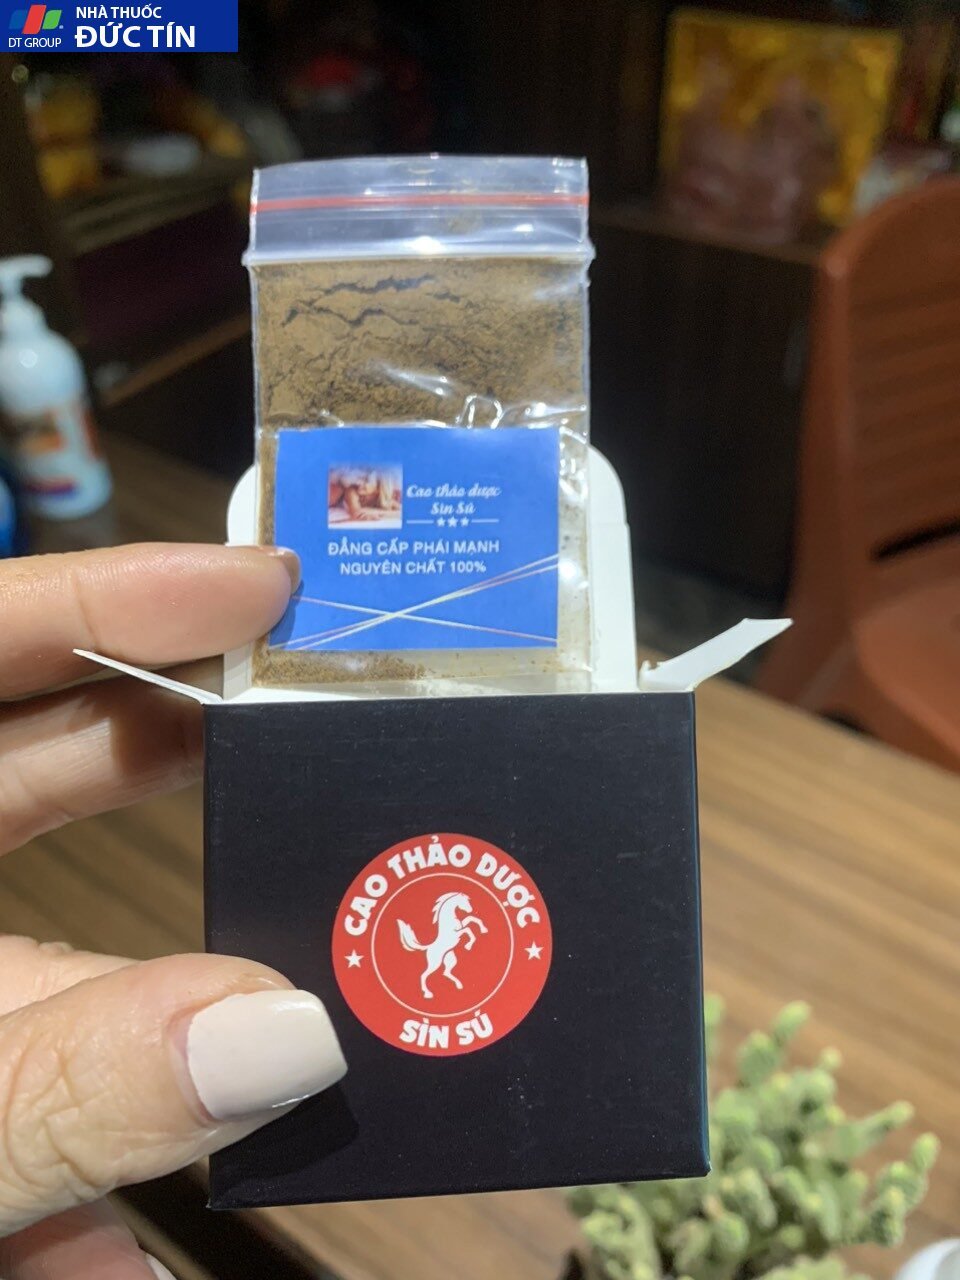 DT GROUP
NHÀ THUỐC
ĐỨC TÍN
Cao thảo dược
Sìn Sú
ĐẲNG CẤP PHÁI MẠNH
NGUYÊN CHẤT 100%
CAO THẢO DƯỢC
SÌN SÚ